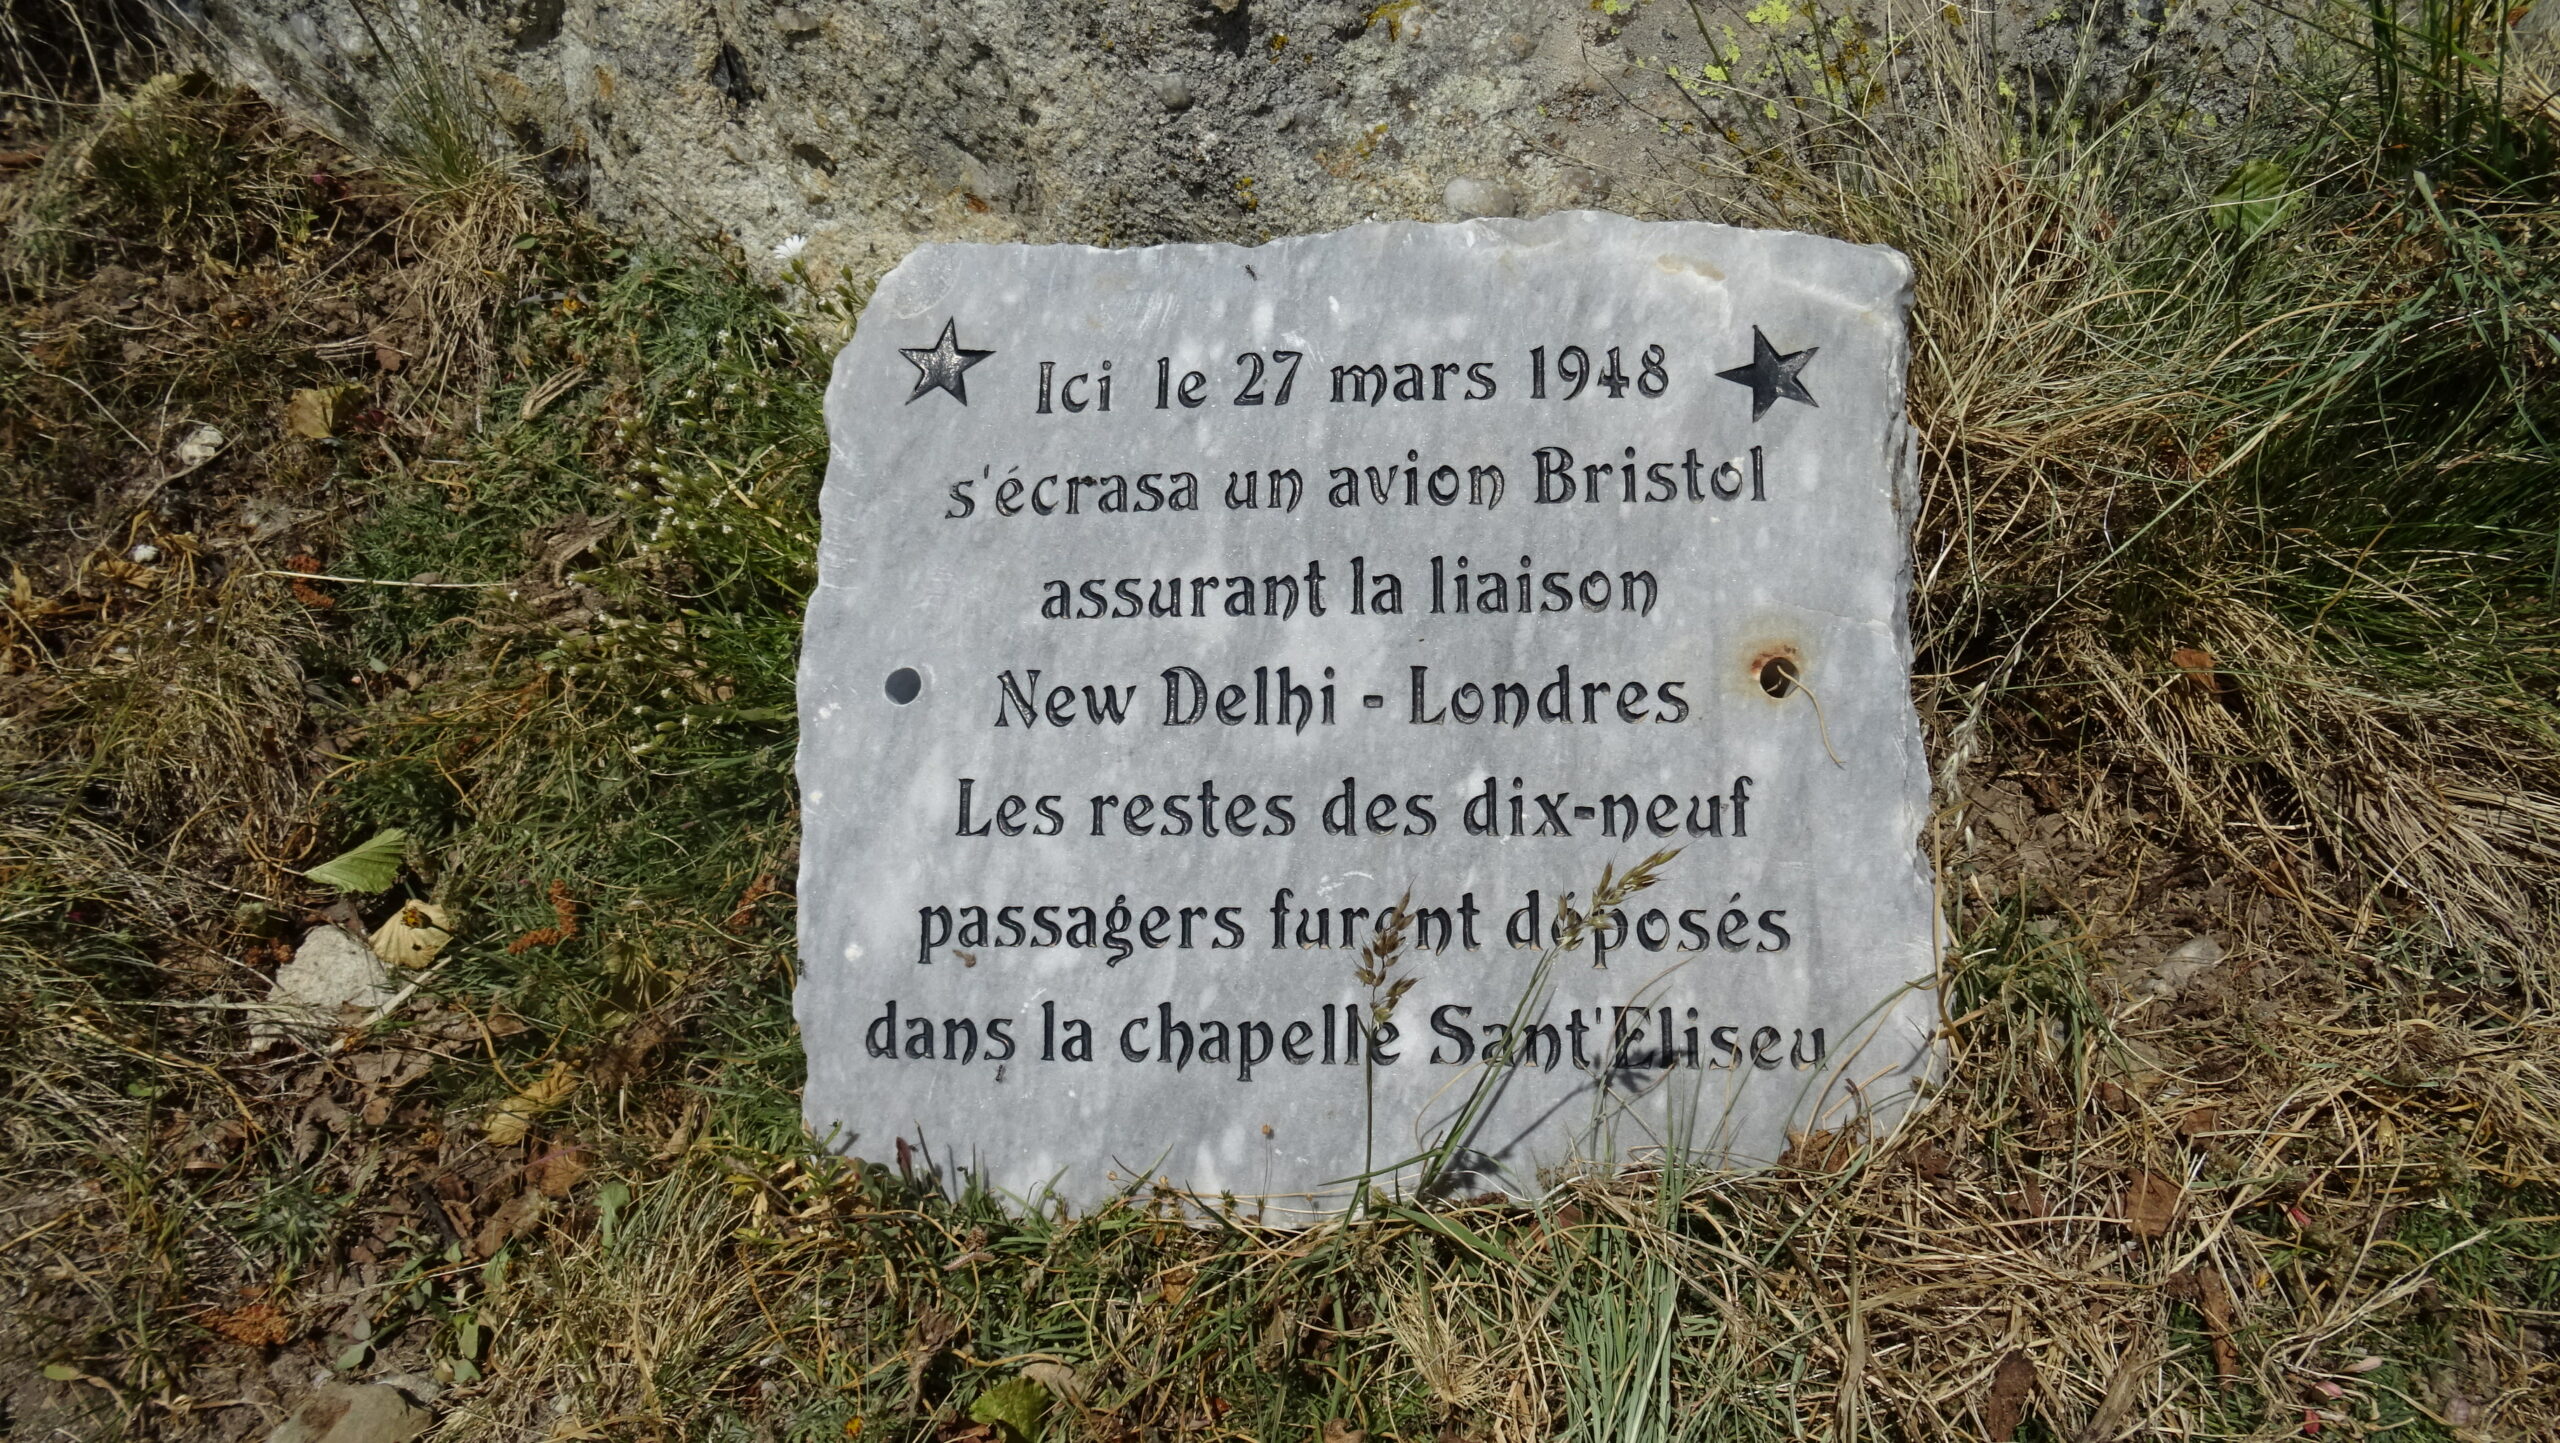 Ici le 27 mars 1948
s'écrasa un avion Bristol
assurant la liaison
New Delhi - Londres
Les restes des dix-neuf
passagers furent déposés
dans la chapelle Sant'Eliseu